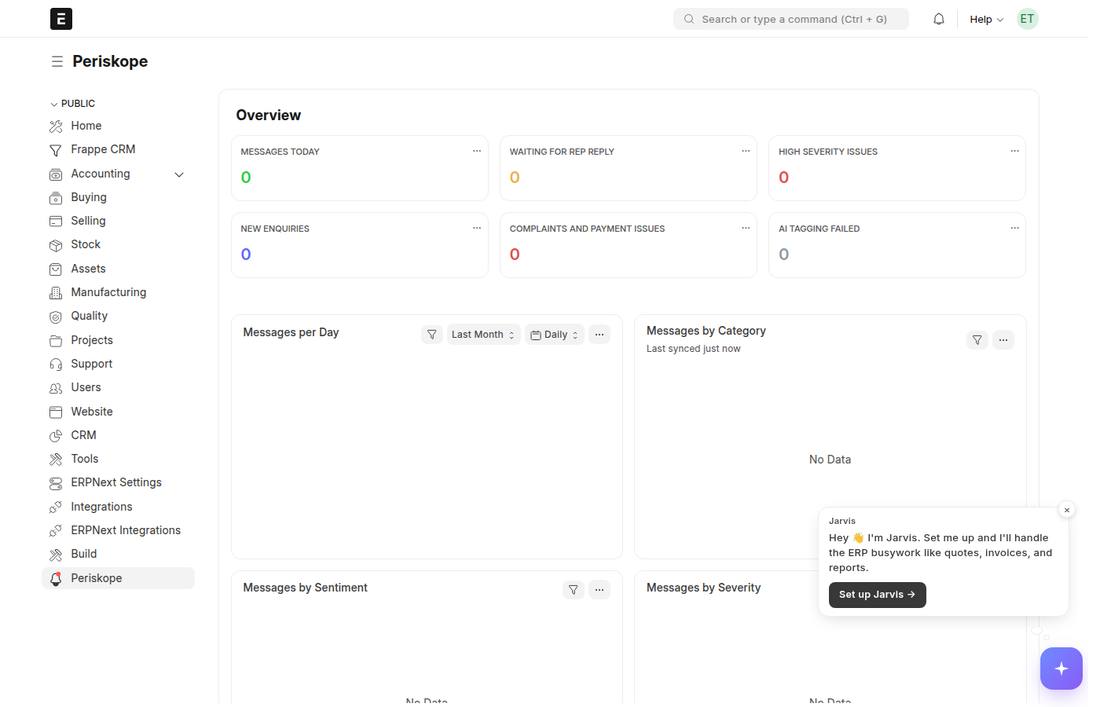 Search or type a command (Ctrl + G)
Help
ET
Periskope
PUBLIC
Home
Frappe CRM
Accounting
Buying
Selling
Stock
Assets
Manufacturing
Quality
Projects
Support
Users
Website
CRM
Tools
ERPNext Settings
Integrations
ERPNext Integrations
Build
Periskope
Overview
MESSAGES TODAY
0
WAITING FOR REP REPLY
0
HIGH SEVERITY ISSUES
0
NEW ENQUIRIES
0
COMPLAINTS AND PAYMENT ISSUES
0
AI TAGGING FAILED
0
Messages per Day
Last Month
Daily
Messages by Category
Last synced just now
No Data
Messages by Sentiment
No Data
Messages by Severity
No Data
Jarvis
Hey 👋 I'm Jarvis. Set me up and I'll handle
the ERP busywork like quotes, invoices, and
reports.
Set up Jarvis →